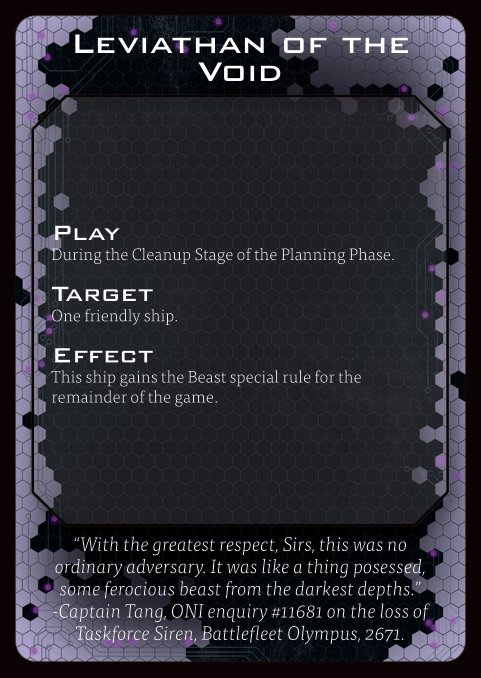 Leviathan of the
Void
Play
During the Cleanup Stage of the Planning Phase.
Target
One friendly ship.
Effect
This ship gains the Beast special rule for the
remainder of the game.
“With the greatest respect, Sirs, this was no
ordinary adversary. It was like a thing posessed,
some ferocious beast from the darkest depths.”
-Captain Tang, ONI enquiry #11681 on the loss of
Taskforce Siren, Battlefleet Olympus, 2671.